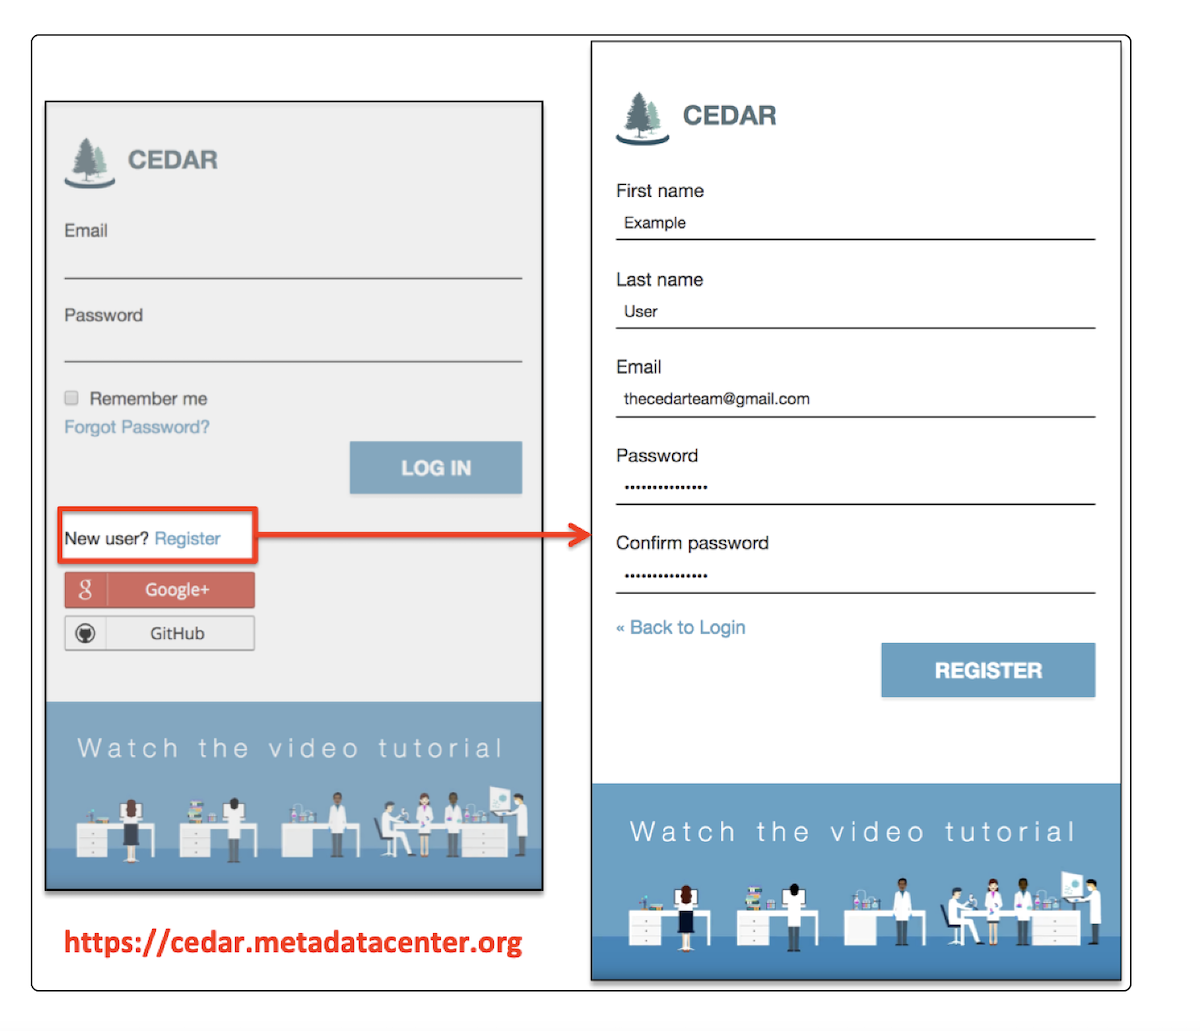 CEDAR
Email
Password
Remember me
Forgot Password?
LOG IN
New user? Register
Google+
GitHub
Watch the video tutorial
https://cedar.metadatacenter.org
CEDAR
First name
Example
Last name
User
Email
thecedarteam@gmail.com
Password
•••••••••••••••
Confirm password
•••••••••••••••
« Back to Login
REGISTER
Watch the video tutorial